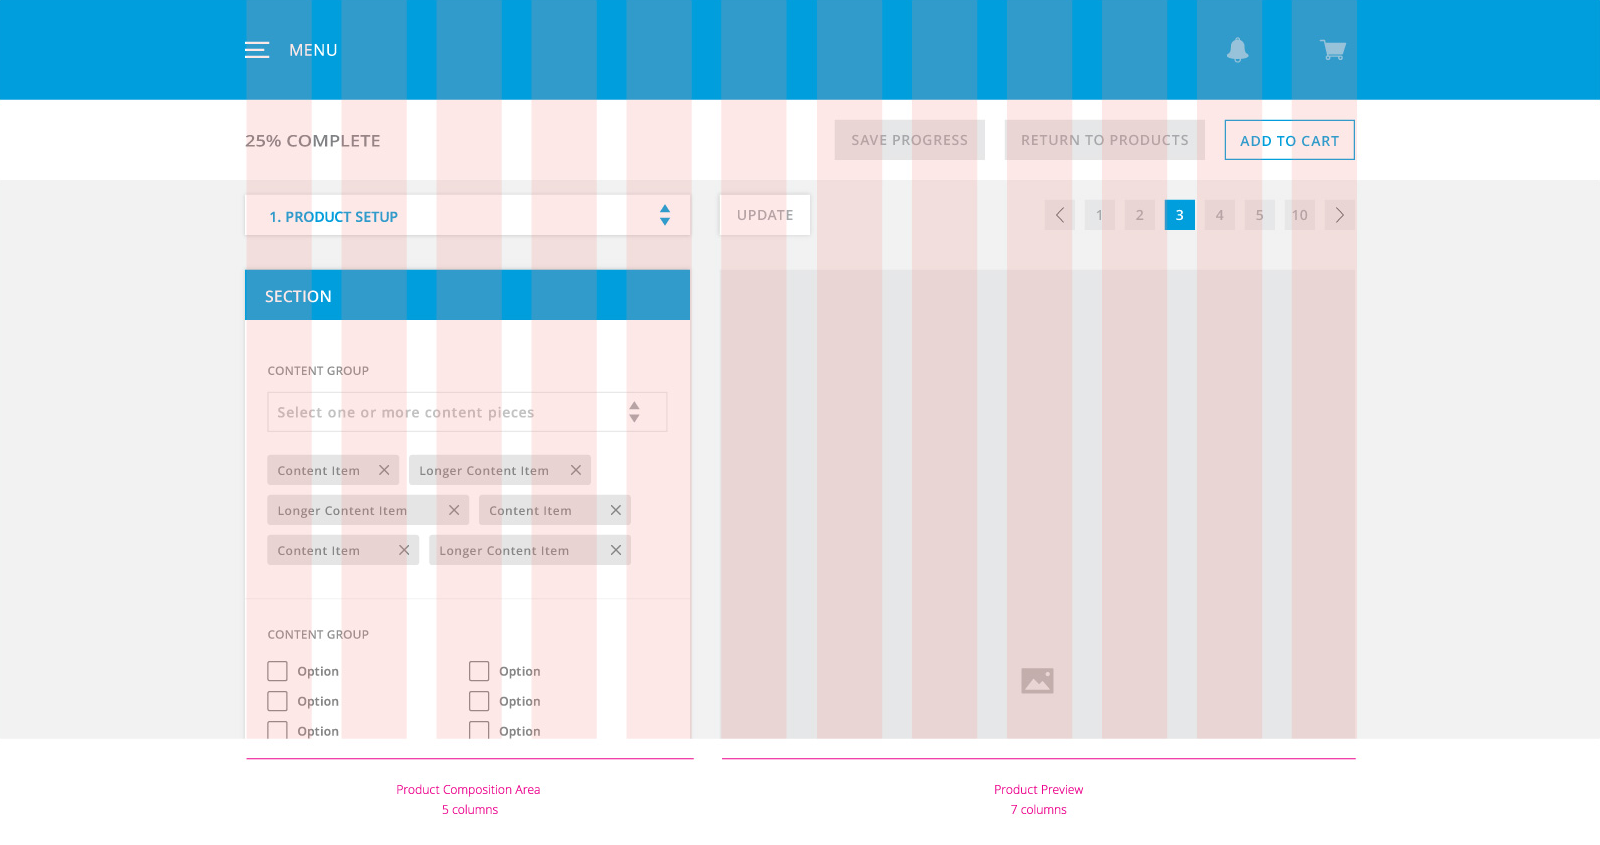 MENU
25% COMPLETE
SAVE PROGRESS
RETURN TO PRODUCTS
ADD TO CART
1. PRODUCT SETUP
UPDATE
1 2 3 4 5 10
SECTION
CONTENT GROUP
Select one or more content pieces
Content Item
Longer Content Item
Longer Content Item
Content Item
Content Item
Longer Content Item
CONTENT GROUP
Option
Option
Option
Option
Option
Option
Product Composition Area
5 columns
Product Preview
7 columns